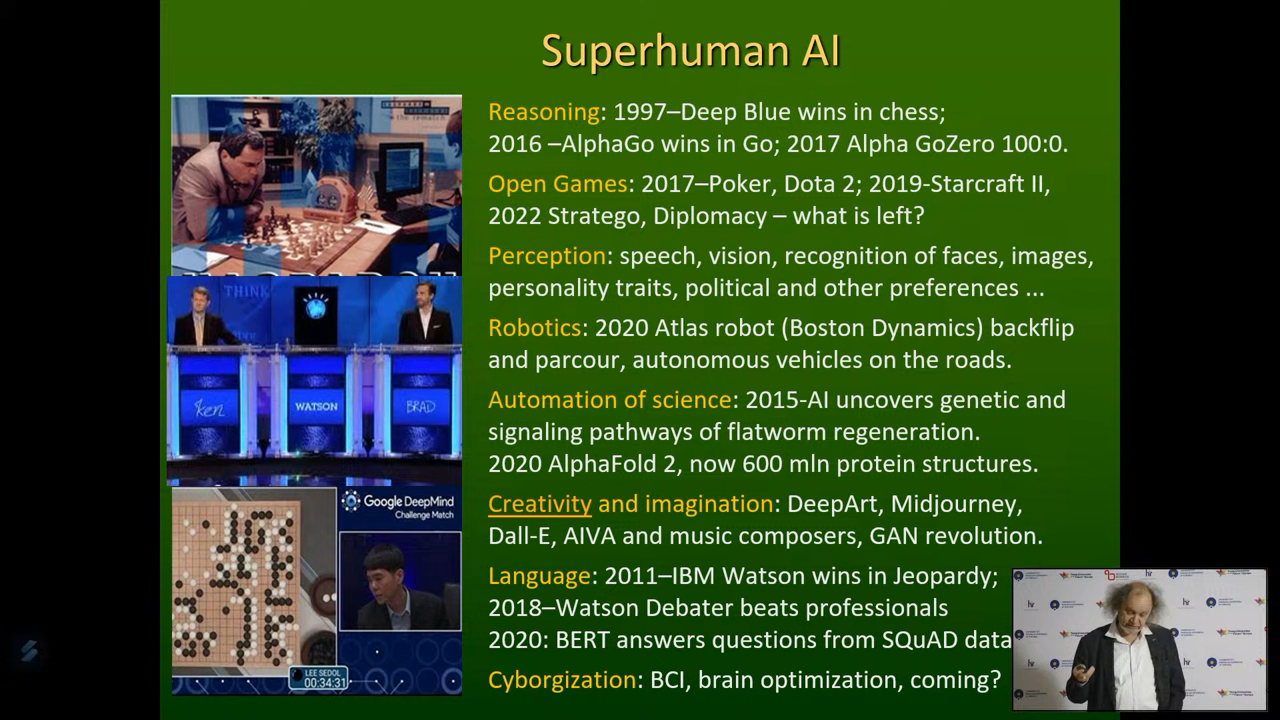 Superhuman AI
Reasoning: 1997–Deep Blue wins in chess;
2016 –AlphaGo wins in Go; 2017 Alpha GoZero 100:0.
Open Games: 2017–Poker, Dota 2; 2019-Starcraft II,
2022 Stratego, Diplomacy – what is left?
Perception: speech, vision, recognition of faces, images,
personality traits, political and other preferences ...
Robotics: 2020 Atlas robot (Boston Dynamics) backflip
and parcour, autonomous vehicles on the roads.
Automation of science: 2015-AI uncovers genetic and
signaling pathways of flatworm regeneration.
2020 AlphaFold 2, now 600 mln protein structures.
Creativity and imagination: DeepArt, Midjourney,
Dall-E, AIVA and music composers, GAN revolution.
Language: 2011–IBM Watson wins in Jeopardy;
2018–Watson Debater beats professionals
2020: BERT answers questions from SQuAD data
Cyborgization: BCI, brain optimization, coming?
the rematch
THINK
Ken
WATSON
BRAD
Google DeepMind
Challenge Match
LEE SEDOL
00:34:31
hr
hr
hr